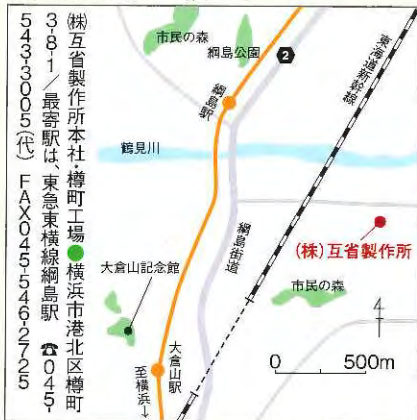 (株)互省製作所本社・樽町工場●横浜市港北区樽町
3-8-1/最寄駅は 東急東横線綱島駅 ☎045-
543-3005(代) FAX045-546-2725
市民の森
綱島公園
2
綱島駅
東海道新幹線
鶴見川
綱島街道
(株)互省製作所
大倉山記念館
市民の森
大倉山駅
至横浜↓
4
0 500m